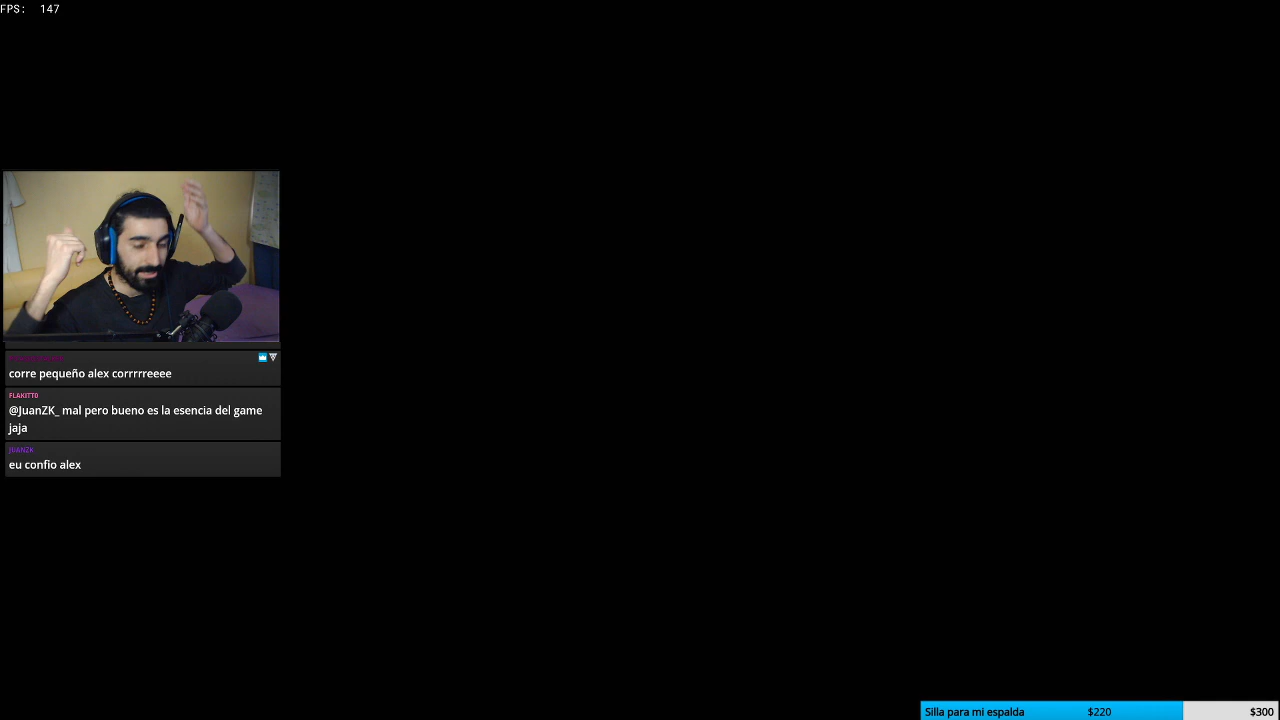 FPS: 147
corre pequeño alex corrrreeee
FLAKITT0
@JuanZK_ mal pero bueno es la esencia del game
jaja
JUANZK
eu confio alex
Silla para mi espalda $220 $300